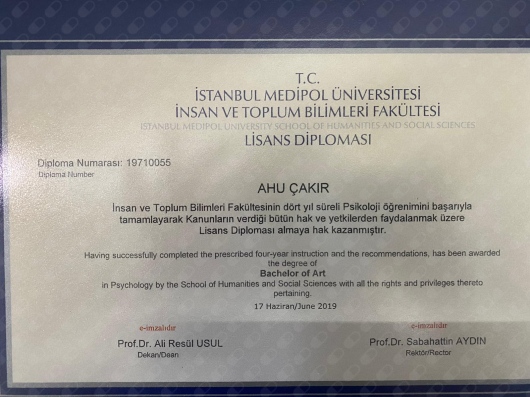 T.C.
İSTANBUL MEDİPOL ÜNİVERSİTESİ
İNSAN VE TOPLUM BİLİMLERİ FAKÜLTESİ
ISTANBUL MEDIPOL UNIVERSITY SCHOOL OF HUMANITIES AND SOCIAL SCIENCES
LİSANS DİPLOMASI
Diploma Numarası: 19710055
Diploma Number
AHU ÇAKIR
İnsan ve Toplum Bilimleri Fakültesinin dört yıl süreli Psikoloji öğrenimini başarıyla
tamamlayarak Kanunların verdiği bütün hak ve yetkilerden faydalanmak üzere
Lisans Diploması almaya hak kazanmıştır.
Having successfully completed the prescribed four-year instruction and the recommendations, has been awarded
the degree of
Bachelor of Art
in Psychology by the School of Humanities and Social Sciences with all the rights and privileges thereto
pertaining.
17 Haziran/June 2019
e-imzalıdır
Prof.Dr. Ali Resül USUL
Dekan/Dean
e-imzalıdır
Prof.Dr. Sabahattin AYDIN
Rektör/Rector